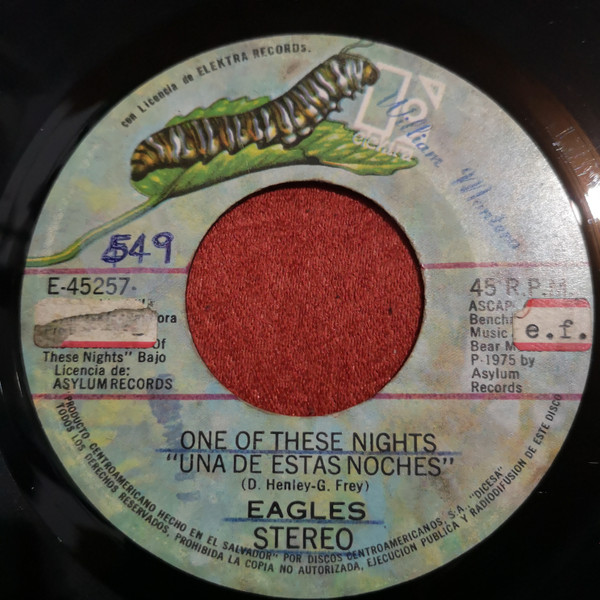 con Licencia de ELEKTRA RECORDS.
William
549
E-45257
45 R.P.M.
ASCAP
Music
P.1975 by
Asylum
Records
e.f.
of
These Nights" Bajo
Licencia de:
ASYLUM RECORDS
ONE OF THESE NIGHTS
"UNA DE ESTAS NOCHES"
(D. Henley-G. Frey)
EAGLES
STEREO
PRODUCTO CENTROAMERICANO HECHO EN EL SALVADOR" POR DISCOS CENTROAMERICANOS, S.A. "DICESA"
TODOS LOS DERECHOS RESERVADOS, PROHIBIDA LA COPIA NO AUTORIZADA, EJECUCION PUBLICA Y RADIODIFUSION DE ESTE DISCO